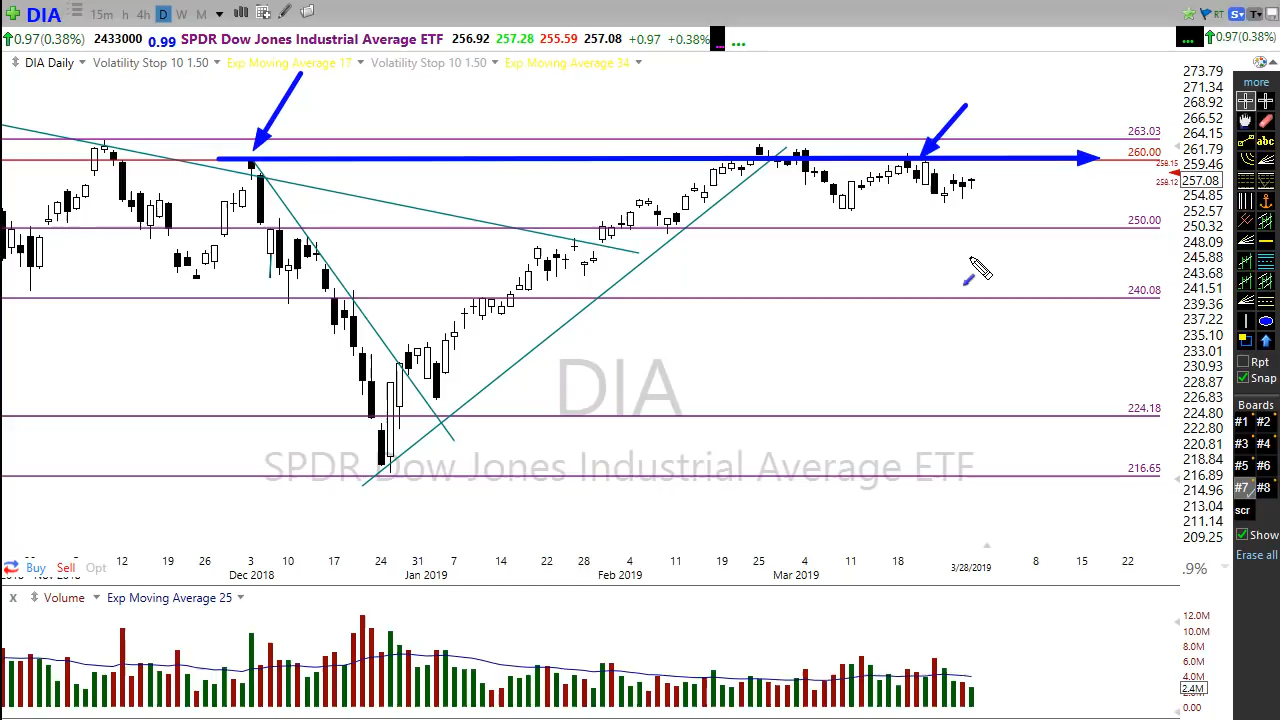 DIA 15m h 4h D W M RT S T 0.97(0.38%)
0.97(0.38%) 2433000 0.99 SPDR Dow Jones Industrial Average ETF 256.92 257.28 255.59 257.08 +0.97 +0.38%
DIA Daily Volatility Stop 10 1.50 Exp Moving Average 17 Volatility Stop 10 1.50 Exp Moving Average 34
273.79
271.34
268.92
266.52
264.15
263.03
261.79
260.00
259.46
258.15
258.12
257.08
254.85
252.57
250.32
250.00
248.09
245.88
243.68
241.51
240.08
239.36
237.22
235.10
233.01
230.93
228.87
226.83
224.80
224.18
222.80
220.81
218.84
216.89
216.65
214.96
213.04
211.14
209.25
DIA
SPDR Dow Jones Industrial Average ETF
more
abc
Rpt
Snap
Boards
#1 #2
#3 #4
#5 #6
#7 #8
scr
Show
Erase all
12 19 26 3 10 17 24 31 7 14 22 28 4 11 19 25 4 11 18 8 15 22
Dec 2018 Jan 2019 Feb 2019 Mar 2019 3/28/2019
Buy Sell Opt
.9%
x Volume Exp Moving Average 25
12.0M
10.0M
8.0M
6.0M
4.0M
2.4M
0.00